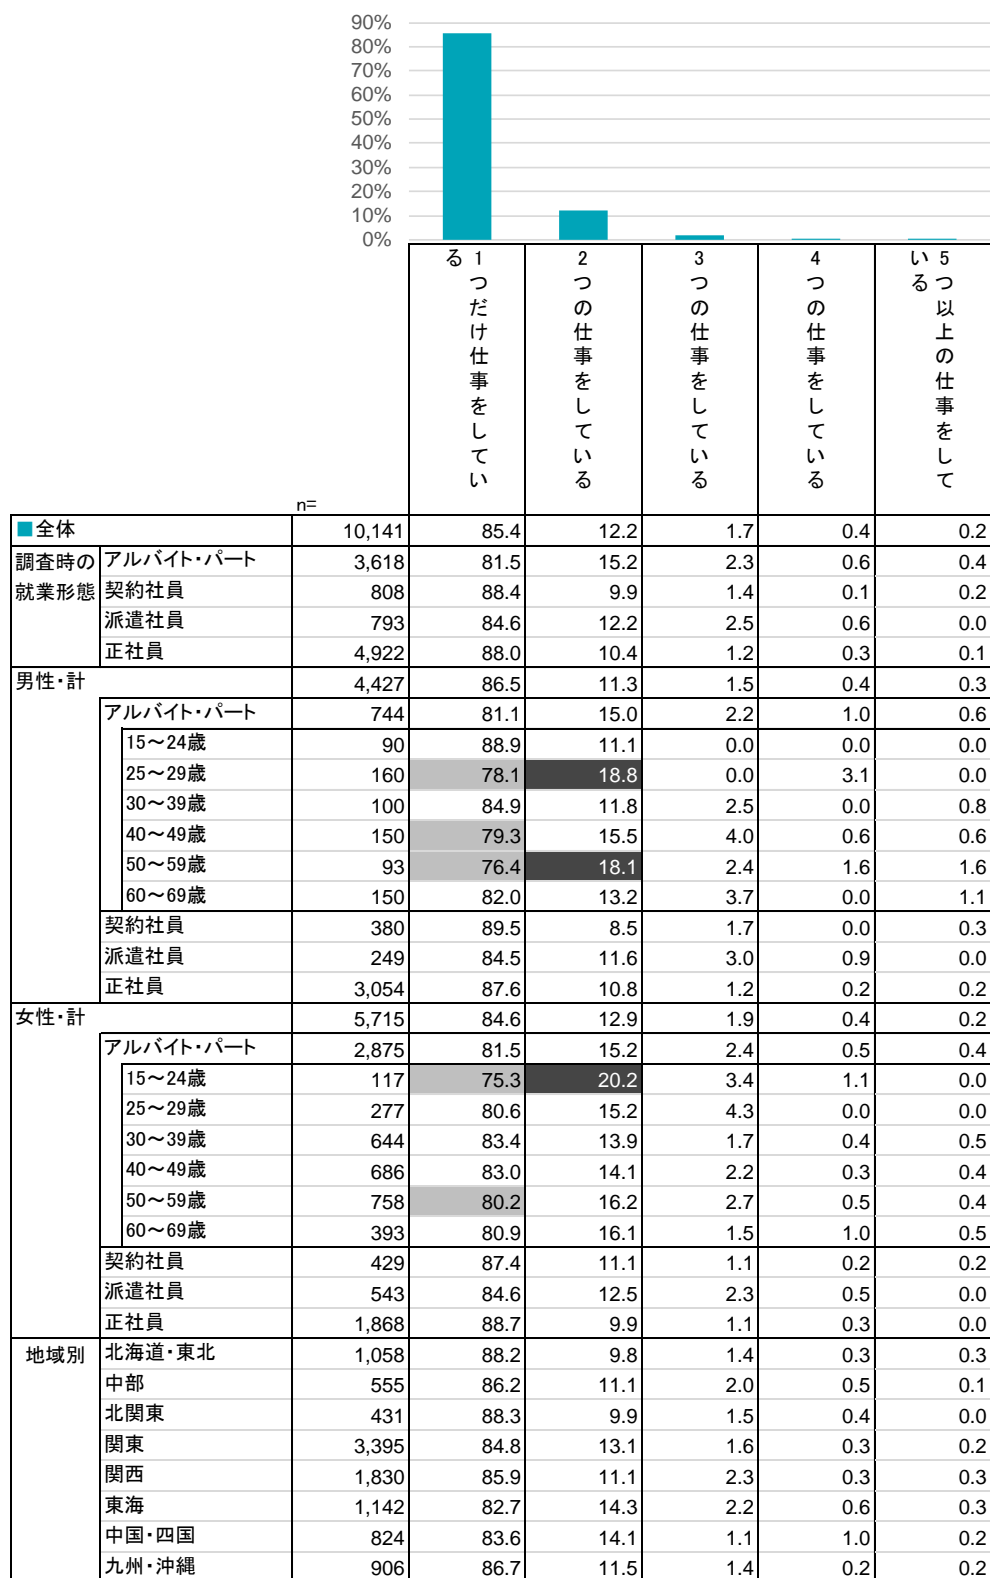 90%
80%
70%
60%
50%
40%
30%
20%
10%
0%
1つだけ仕事をしている
2つの仕事をしている
3つの仕事をしている
4つの仕事をしている
5つ以上の仕事をしている
n=
■全体 10,141 85.4 12.2 1.7 0.4 0.2
調査時の就業形態 アルバイト・パート 3,618 81.5 15.2 2.3 0.6 0.4
契約社員 808 88.4 9.9 1.4 0.1 0.2
派遣社員 793 84.6 12.2 2.5 0.6 0.0
正社員 4,922 88.0 10.4 1.2 0.3 0.1
男性・計 4,427 86.5 11.3 1.5 0.4 0.3
アルバイト・パート 744 81.1 15.0 2.2 1.0 0.6
15～24歳 90 88.9 11.1 0.0 0.0 0.0
25～29歳 160 78.1 18.8 0.0 3.1 0.0
30～39歳 100 84.9 11.8 2.5 0.0 0.8
40～49歳 150 79.3 15.5 4.0 0.6 0.6
50～59歳 93 76.4 18.1 2.4 1.6 1.6
60～69歳 150 82.0 13.2 3.7 0.0 1.1
契約社員 380 89.5 8.5 1.7 0.0 0.3
派遣社員 249 84.5 11.6 3.0 0.9 0.0
正社員 3,054 87.6 10.8 1.2 0.2 0.2
女性・計 5,715 84.6 12.9 1.9 0.4 0.2
アルバイト・パート 2,875 81.5 15.2 2.4 0.5 0.4
15～24歳 117 75.3 20.2 3.4 1.1 0.0
25～29歳 277 80.6 15.2 4.3 0.0 0.0
30～39歳 644 83.4 13.9 1.7 0.4 0.5
40～49歳 686 83.0 14.1 2.2 0.3 0.4
50～59歳 758 80.2 16.2 2.7 0.5 0.4
60～69歳 393 80.9 16.1 1.5 1.0 0.5
契約社員 429 87.4 11.1 1.1 0.2 0.2
派遣社員 543 84.6 12.5 2.3 0.5 0.0
正社員 1,868 88.7 9.9 1.1 0.3 0.0
地域別 北海道・東北 1,058 88.2 9.8 1.4 0.3 0.3
中部 555 86.2 11.1 2.0 0.5 0.1
北関東 431 88.3 9.9 1.5 0.4 0.0
関東 3,395 84.8 13.1 1.6 0.3 0.2
関西 1,830 85.9 11.1 2.3 0.3 0.3
東海 1,142 82.7 14.3 2.2 0.6 0.3
中国・四国 824 83.6 14.1 1.1 1.0 0.2
九州・沖縄 906 86.7 11.5 1.4 0.2 0.2